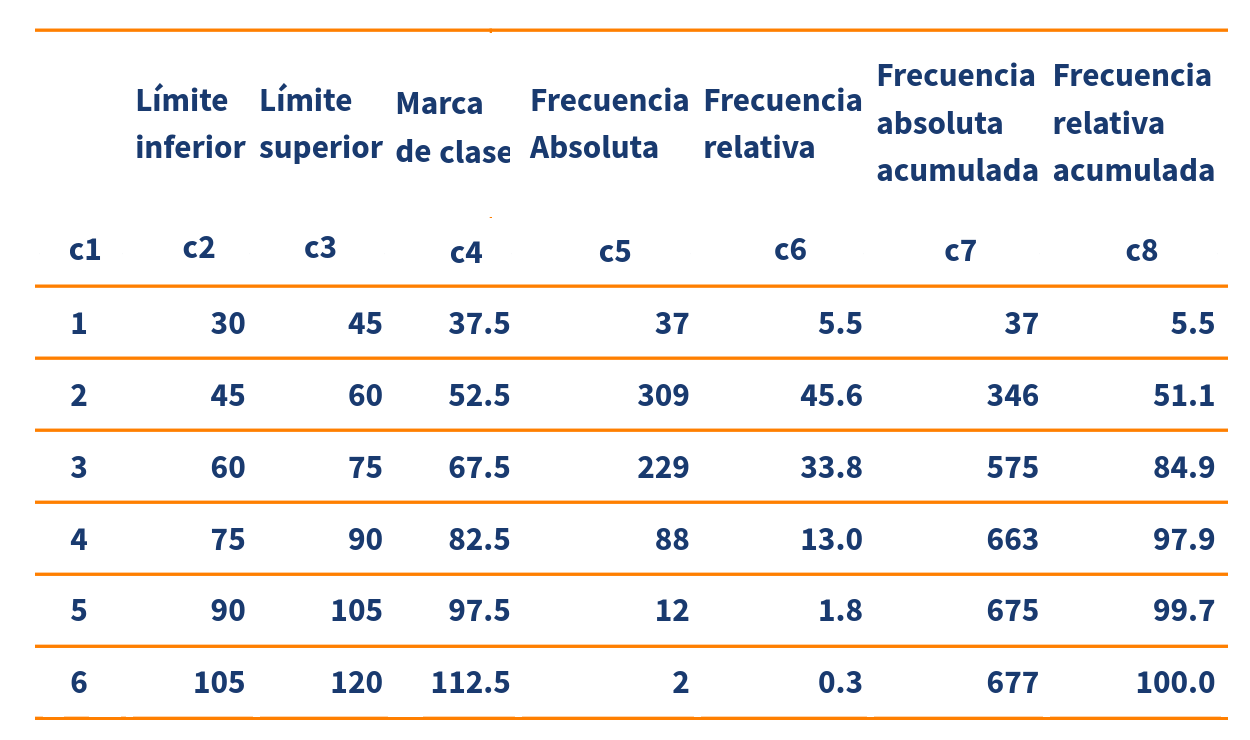 Límite inferior Límite superior Marca de clase Frecuencia Absoluta Frecuencia relativa Frecuencia absoluta acumulada Frecuencia relativa acumulada
c1 c2 c3 c4 c5 c6 c7 c8
1 30 45 37.5 37 5.5 37 5.5
2 45 60 52.5 309 45.6 346 51.1
3 60 75 67.5 229 33.8 575 84.9
4 75 90 82.5 88 13.0 663 97.9
5 90 105 97.5 12 1.8 675 99.7
6 105 120 112.5 2 0.3 677 100.0